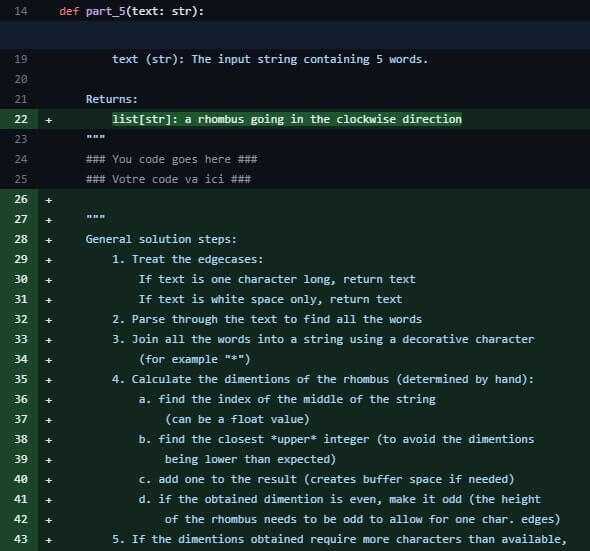 14 def part_5(text: str):
19 text (str): The input string containing 5 words.
20
21 Returns:
22 + list[str]: a rhombus going in the clockwise direction
23 """
24 ### You code goes here ###
25 ### Votre code va ici ###
26 +
27 + """
28 + General solution steps:
29 + 1. Treat the edgecases:
30 + If text is one character long, return text
31 + If text is white space only, return text
32 + 2. Parse through the text to find all the words
33 + 3. Join all the words into a string using a decorative character
34 + (for example "*")
35 + 4. Calculate the dimentions of the rhombus (determined by hand):
36 + a. find the index of the middle of the string
37 + (can be a float value)
38 + b. find the closest *upper* integer (to avoid the dimentions
39 + being lower than expected)
40 + c. add one to the result (creates buffer space if needed)
41 + d. if the obtained dimention is even, make it odd (the height
42 + of the rhombus needs to be odd to allow for one char. edges)
43 + 5. If the dimentions obtained require more characters than available,